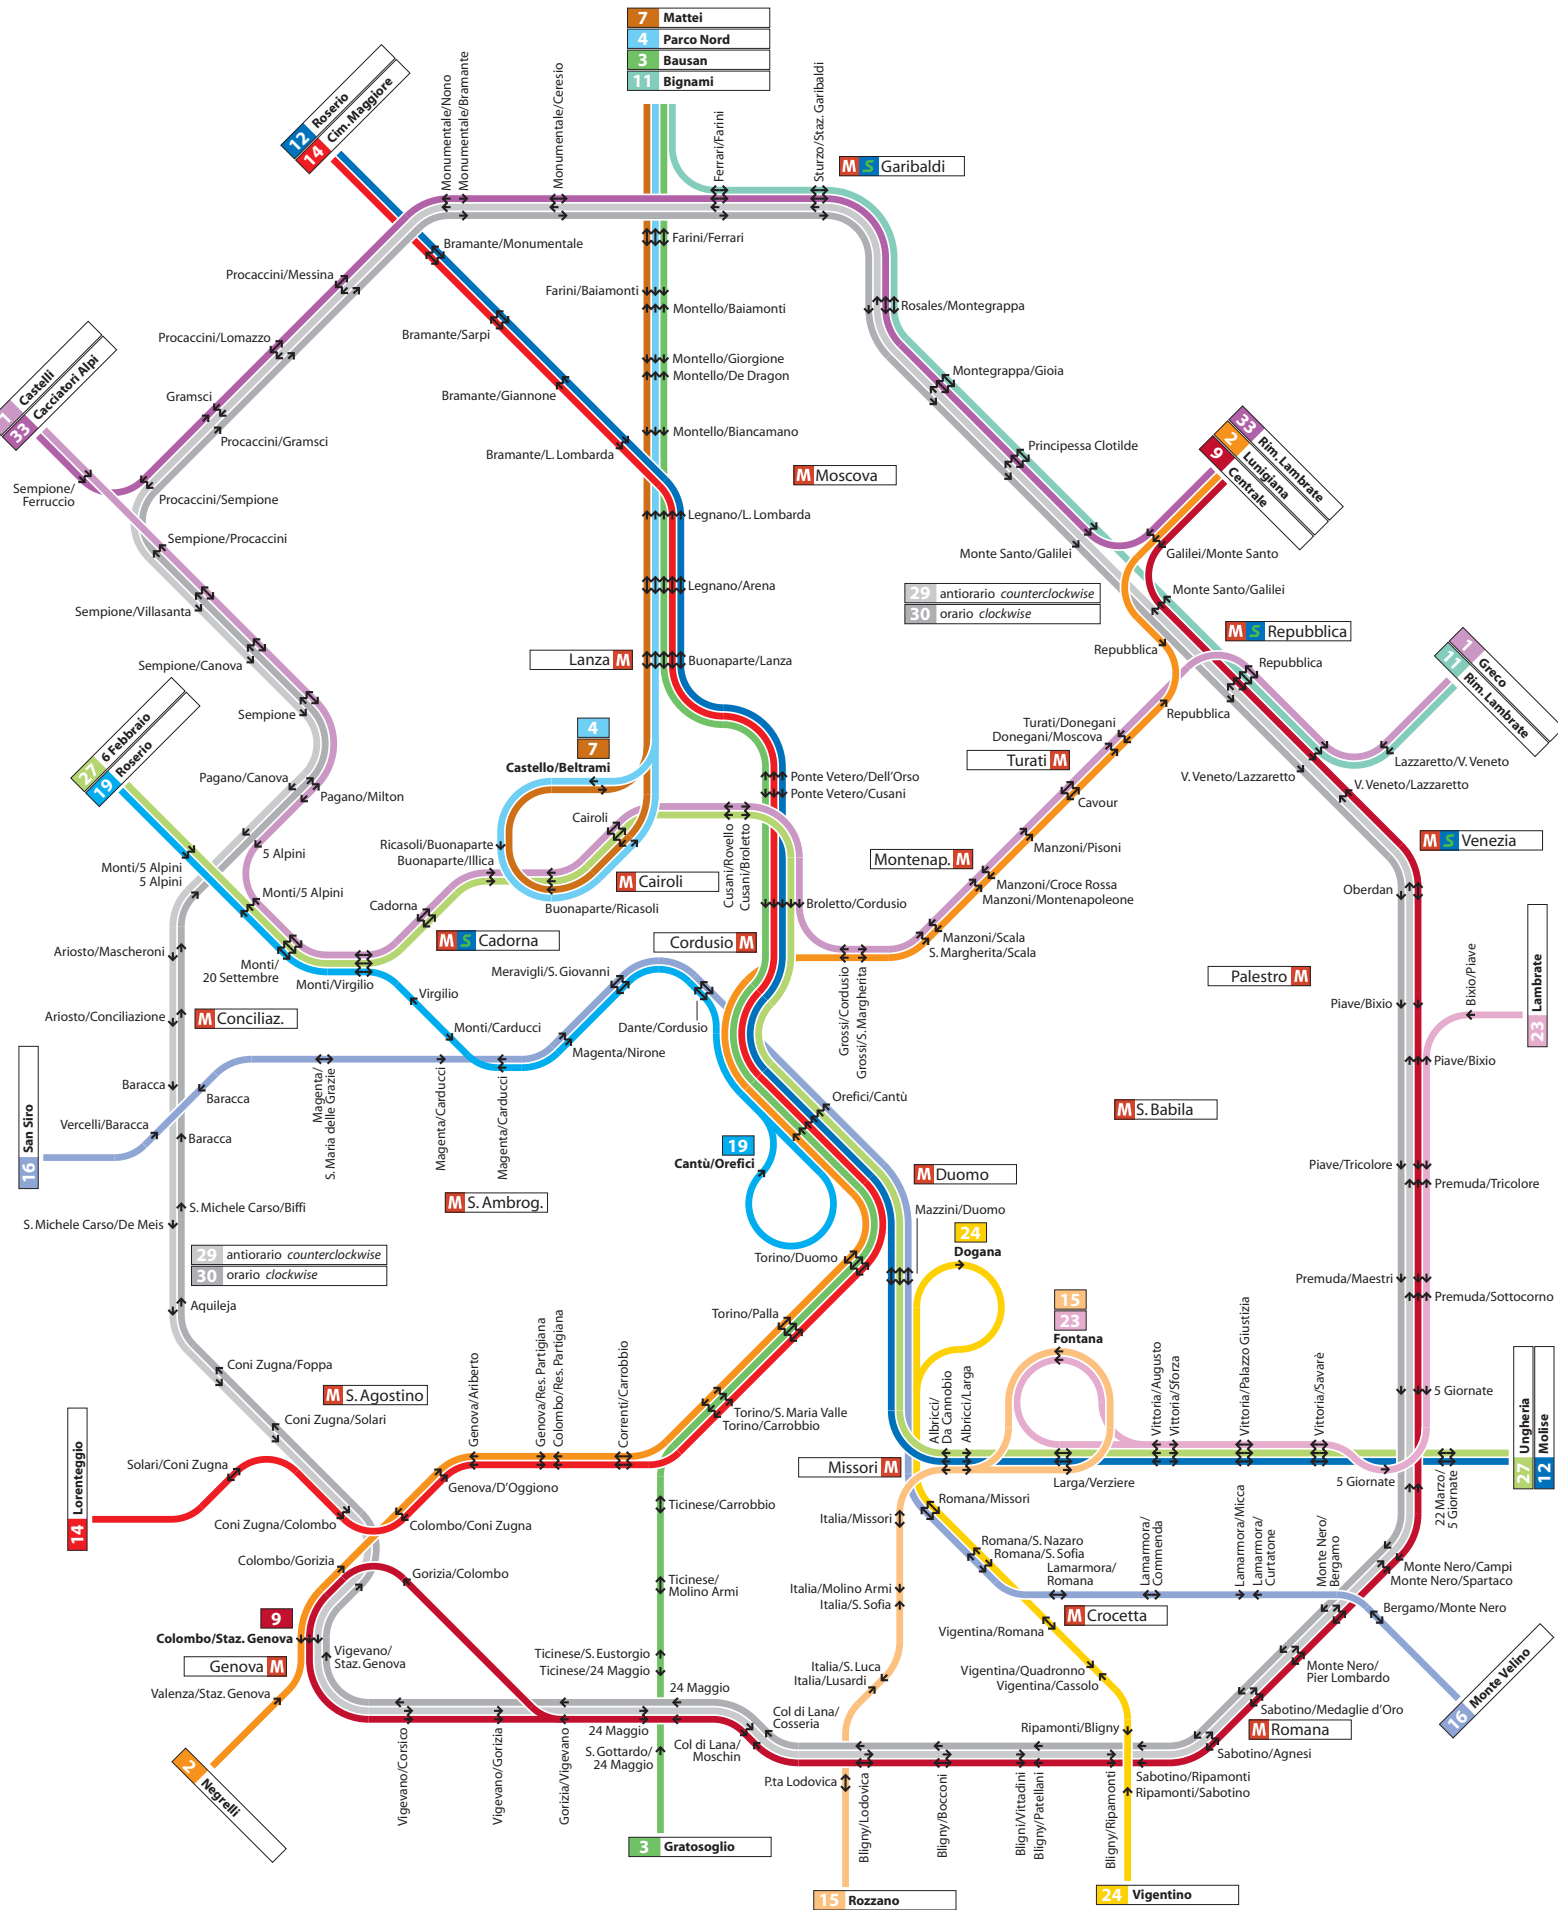 7 Mattei
4 Parco Nord
3 Bausan
11 Bignami
12 Roserio
14 Cim. Maggiore
Monumentale/Nono
Monumentale/Bramante
Monumentale/Ceresio
Ferrari/Farini
Sturzo/Staz. Garibaldi
M S Garibaldi
Bramante/Monumentale
Farini/Ferrari
Procaccini/Messina
Farini/Baiamonti
Montello/Baiamonti
Rosales/Montegrappa
Bramante/Sarpi
Procaccini/Lomazzo
Montello/Giorgione
Montello/De Dragon
Montegrappa/Gioia
1 Castelli
33 Cacciatori Alpi
Gramsci
Bramante/Giannone
Procaccini/Gramsci
Montello/Biancamano
Bramante/L. Lombarda
Principessa Clotilde
33 Rim. Lambrate
2 Lunigiana
9 Centrale
M Moscova
Sempione/
Ferruccio
Procaccini/Sempione
Legnano/L. Lombarda
Sempione/Procaccini
Monte Santo/Galilei
Galilei/Monte Santo
Legnano/Arena
Monte Santo/Galilei
29 antiorario counterclockwise
30 orario clockwise
Sempione/Villasanta
M S Repubblica
Repubblica
Lanza M
Buonaparte/Lanza
Repubblica
Sempione/Canova
1 Greco
11 Rim. Lambrate
Sempione
Repubblica
27 6 Febbraio
19 Roserio
4
7
Castello/Beltrami
Turati/Donegani
Donegani/Moscova
Turati M
Lazzaretto/V. Veneto
V. Veneto/Lazzaretto
V. Veneto/Lazzaretto
Pagano/Canova
Pagano/Milton
Ponte Vetero/Dell'Orso
Ponte Vetero/Cusani
Cavour
Cairoli
M S Venezia
Ricasoli/Buonaparte
Buonaparte/Illica
5 Alpini
Monti/5 Alpini
5 Alpini
Manzoni/Pisoni
Montenap. M
M Cairoli
Cusani/Rovello
Cusani/Broletto
Manzoni/Croce Rossa
Manzoni/Montenapoleone
Oberdan
Monti/5 Alpini
Cadorna
Buonaparte/Ricasoli
Broletto/Cordusio
M S Cadorna
Cordusio M
Manzoni/Scala
S. Margherita/Scala
Ariosto/Mascheroni
Monti/
20 Settembre
Monti/Virgilio
Meravigli/S. Giovanni
Virgilio
Palestro M
Bixio/Piave
23 Lambrate
Piave/Bixio
Ariosto/Conciliazione
M Conciliaz.
Monti/Carducci
Dante/Cordusio
Grossi/Cordusio
Grossi/S. Margherita
Magenta/Nirone
Piave/Bixio
16 San Siro
Baracca
Baracca
Magenta/
S. Maria delle Grazie
Magenta/Carducci
Magenta/Carducci
Orefici/Cantù
M S. Babila
Vercelli/Baracca
Baracca
19
Cantù/Orefici
M Duomo
Piave/Tricolore
Premuda/Tricolore
M S. Ambrog.
S. Michele Carso/Biffi
S. Michele Carso/De Meis
Mazzini/Duomo
24
Dogana
29 antiorario counterclockwise
30 orario clockwise
Torino/Duomo
Premuda/Maestri
Premuda/Sottocorno
Aquileja
Torino/Palla
15
23
Fontana
Coni Zugna/Foppa
M S. Agostino
Genova/Ariberto
Genova/Res. Partigiana
Colombo/Res. Partigiana
Correnti/Carrobbio
Torino/S. Maria Valle
Torino/Carrobbio
Albricci/
Da Cannobio
Albricci/Larga
Vittoria/Augusto
Vittoria/Sforza
Vittoria/Palazzo Giustizia
Vittoria/Savarè
5 Giornate
27 Ungheria
12 Molise
Coni Zugna/Solari
14 Lorenteggio
Solari/Coni Zugna
Genova/D'Oggiono
Missori M
Larga/Verziere
5 Giornate
22 Marzo/
5 Giornate
Coni Zugna/Colombo
Colombo/Coni Zugna
Ticinese/Carrobbio
Italia/Missori
Romana/Missori
Romana/S. Nazaro
Romana/S. Sofia
Lamarmora/
Romana
Lamarmora/
Commenda
Lamarmora/Micca
Lamarmora/
Curtatone
Monte Nero/
Bergamo
Monte Nero/Campi
Monte Nero/Spartaco
Colombo/Gorizia
Gorizia/Colombo
Ticinese/
Molino Armi
Italia/Molino Armi
Italia/S. Sofia
M Crocetta
Bergamo/Monte Nero
9
Colombo/Staz. Genova
Genova M
Vigevano/
Staz. Genova
Ticinese/S. Eustorgio
Ticinese/24 Maggio
Vigentina/Romana
Valenza/Staz. Genova
Italia/S. Luca
Italia/Lusardi
Vigentina/Quadronno
Vigentina/Cassolo
Monte Nero/
Pier Lombardo
16 Monte Velino
24 Maggio
24 Maggio
Col di Lana/
Cosseria
Ripamonti/Bligny
Sabotino/Medaglie d'Oro
M Romana
Vigevano/Corsico
Vigevano/Gorizia
Gorizia/Vigevano
S. Gottardo/
24 Maggio
Col di Lana/
Moschin
P.ta Lodovica
Bligny/Lodovica
Bligny/Bocconi
Bligni/Vittadini
Bligny/Patellani
Bligny/Ripamonti
Sabotino/Agnesi
Sabotino/Ripamonti
Ripamonti/Sabotino
2 Negrelli
3 Gratosoglio
15 Rozzano
24 Vigentino